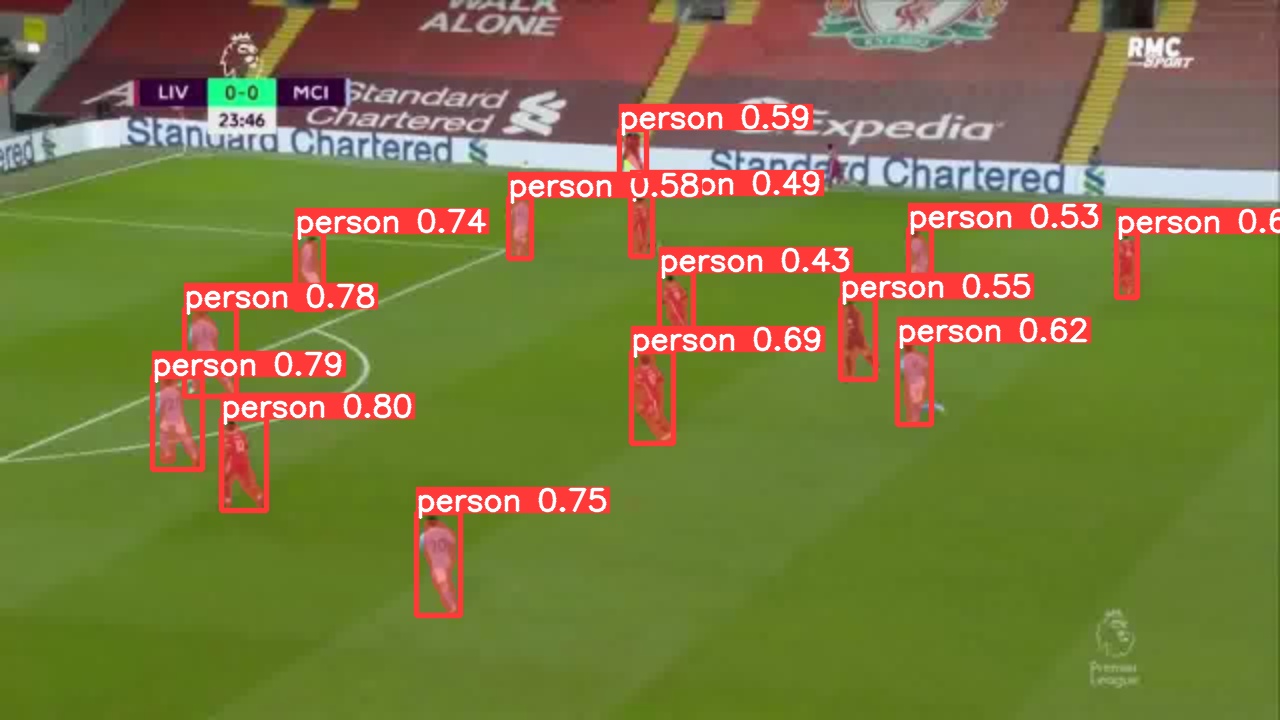 WALK
ALONE
RMC
SPORT
LIV 0-0 MCI
23:46
Standard
Chartered
Expedia
ered
Standard Chartered
Standard Chartered
person 0.59
person 0.58
on 0.49
person 0.74
person 0.53
person 0.6
person 0.43
person 0.78
person 0.55
person 0.62
person 0.69
person 0.79
person 0.80
person 0.75
Premier
League